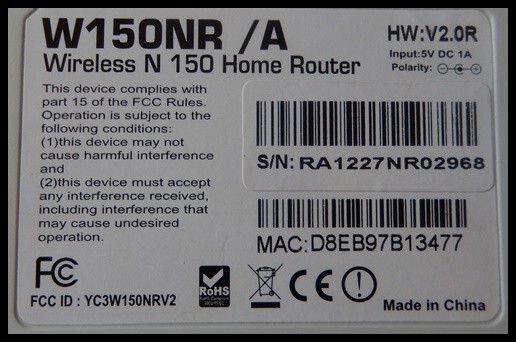 W150NR /A
Wireless N 150 Home Router
HW:V2.0R
Input:5V DC 1A
Polarity:
This device complies with
part 15 of the FCC Rules.
Operation is subject to the
following conditions:
(1)this device may not
cause harmful interference
and
(2)this device must accept
any interference received,
including interference that
may cause undesired
operation.
S/N: RA1227NR02968
MAC:D8EB97B13477
FC
FCC ID : YC3W150NRV2
RoHS
CE
Made in China